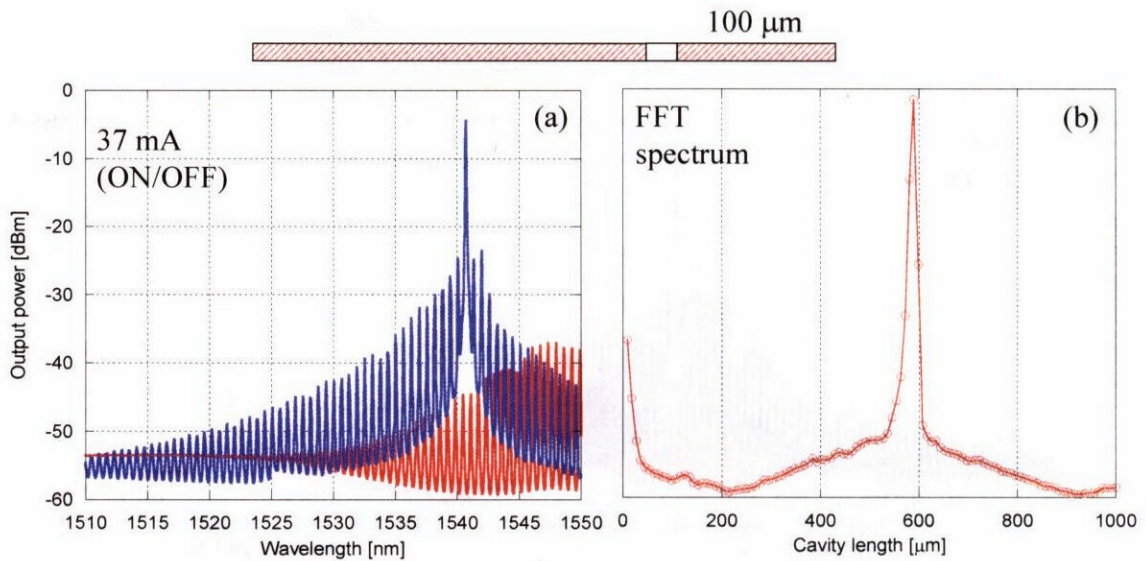 100 μm
(a)
37 mA
(ON/OFF)
Output power [dBm]
0
-10
-20
-30
-40
-50
-60
1510
1515
1520
1525
1530
1535
1540
1545
1550
Wavelength [nm]
(b)
FFT
spectrum
0
200
400
600
800
1000
Cavity length [μm]